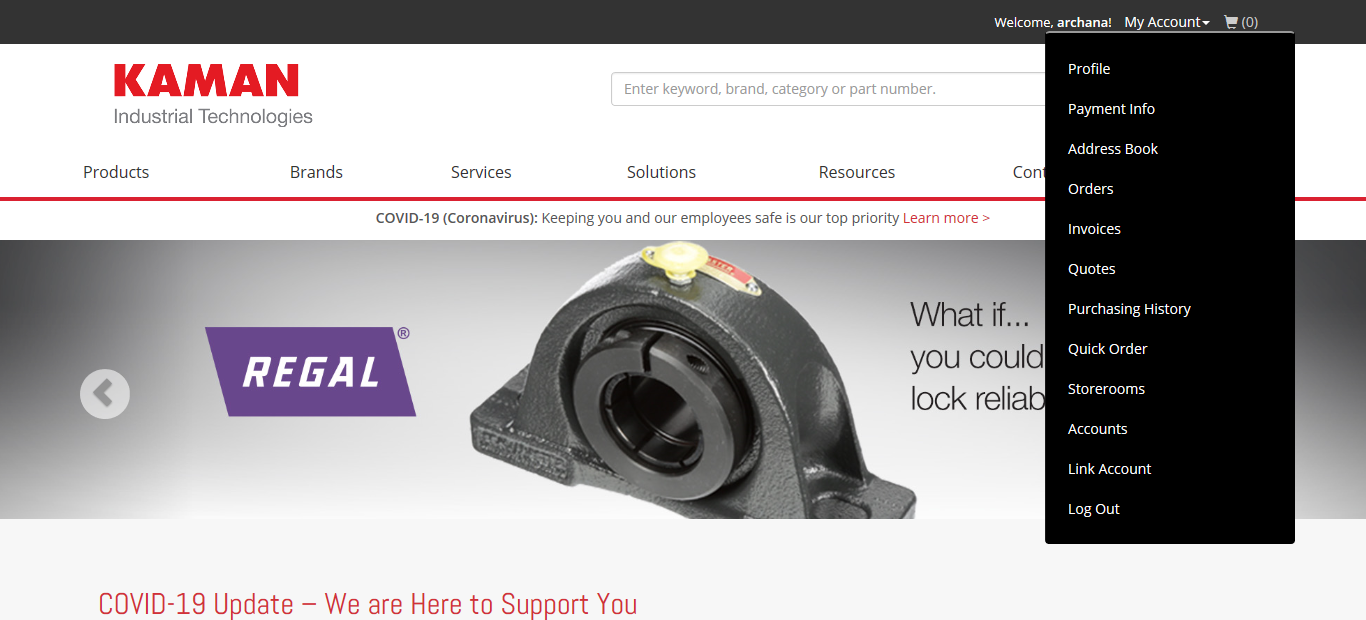 Welcome, archana! My Account (0)
KAMAN
Industrial Technologies
Enter keyword, brand, category or part number.
Products Brands Services Solutions Resources Cont
COVID-19 (Coronavirus): Keeping you and our employees safe is our top priority Learn more >
REGAL®
What if...
you could
lock reliab
Profile
Payment Info
Address Book
Orders
Invoices
Quotes
Purchasing History
Quick Order
Storerooms
Accounts
Link Account
Log Out
COVID-19 Update – We are Here to Support You